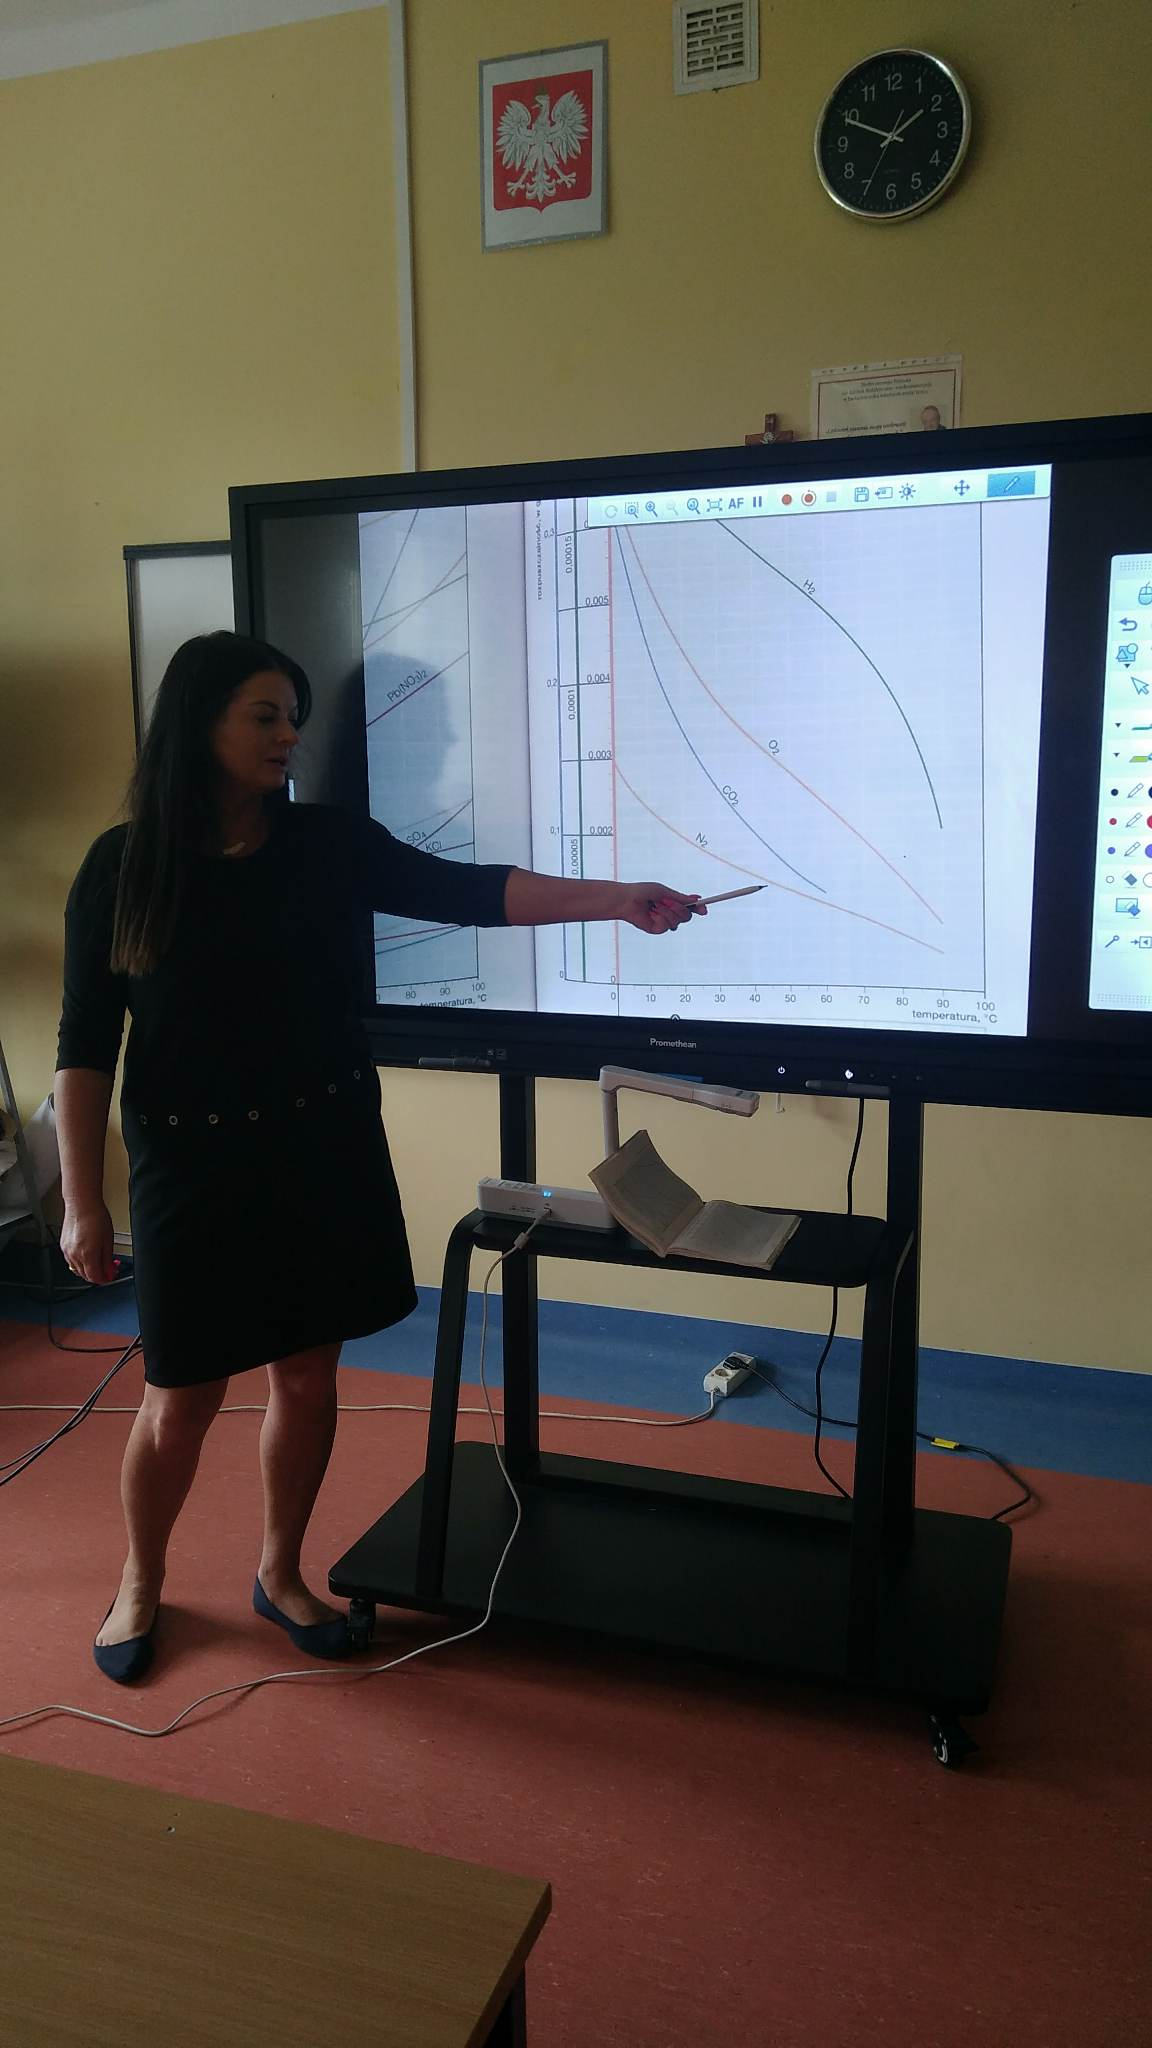 12
11
1
10
2
9
3
8
4
7
5
6
AF
rozpuszczalność, w g
0,3
0,00015
0,005
H2
0,2
0,0001
0,004
O2
0,003
CO2
0,1
0,00005
0,002
N2
0
0
0 10 20 30 40 50 60 70 80 90 100
temperatura, °C
Pb(NO3)2
SO4
KCl
80 90 100
temperatura, °C
Promethean